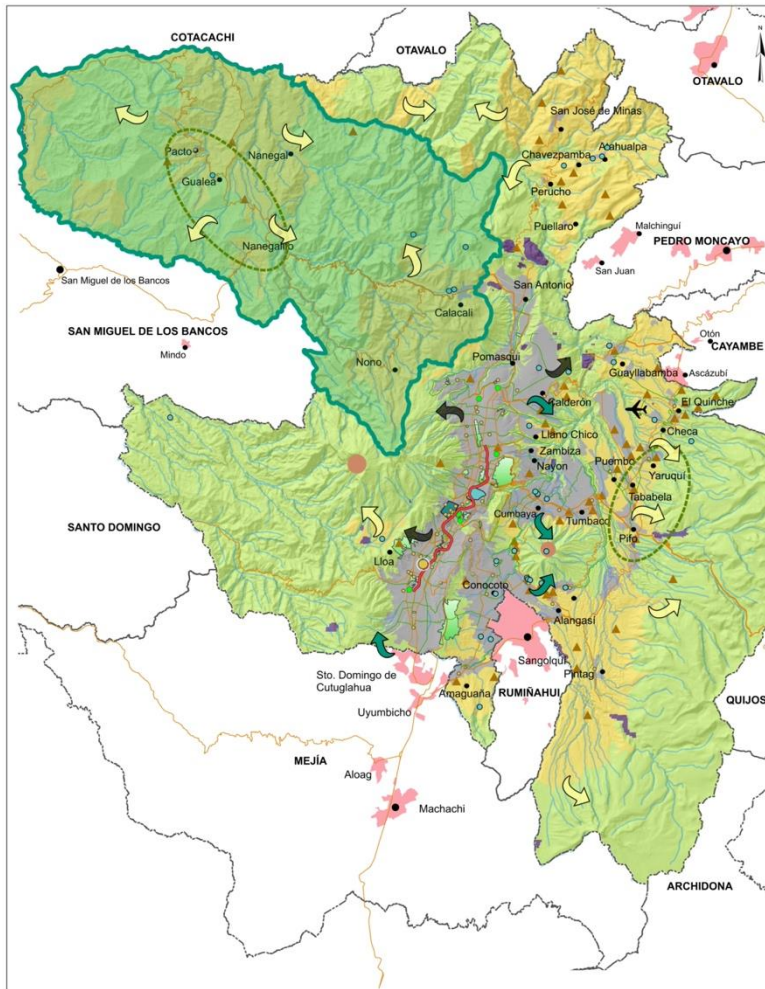 COTACACHI
OTAVALO
N
OTAVALO
San José de Minas
Pacto
Nanegal
Chavezpamba
Atahualpa
Gualea
Perucho
Puellaro
Malchinguí
PEDRO MONCAYO
Nanegalito
San Juan
San Miguel de los Bancos
San Antonio
Calacalí
SAN MIGUEL DE LOS BANCOS
Mindo
Otón
CAYAMBE
Nono
Pomasqui
Guayllabamba
Ascázubi
Calderón
El Quinche
Llano Chico
Checa
Zambiza
Nayon
Puembo
Yaruquí
Tababela
SANTO DOMINGO
Cumbaya
Tumbaco
Pifo
Lloa
Conocoto
Alangasí
Sangolquí
Sto. Domingo de
Cutuglahua
Pintag
RUMIÑAHUI
Amaguaña
QUIJOS
Uyumbicho
MEJÍA
Aloag
Machachi
ARCHIDONA